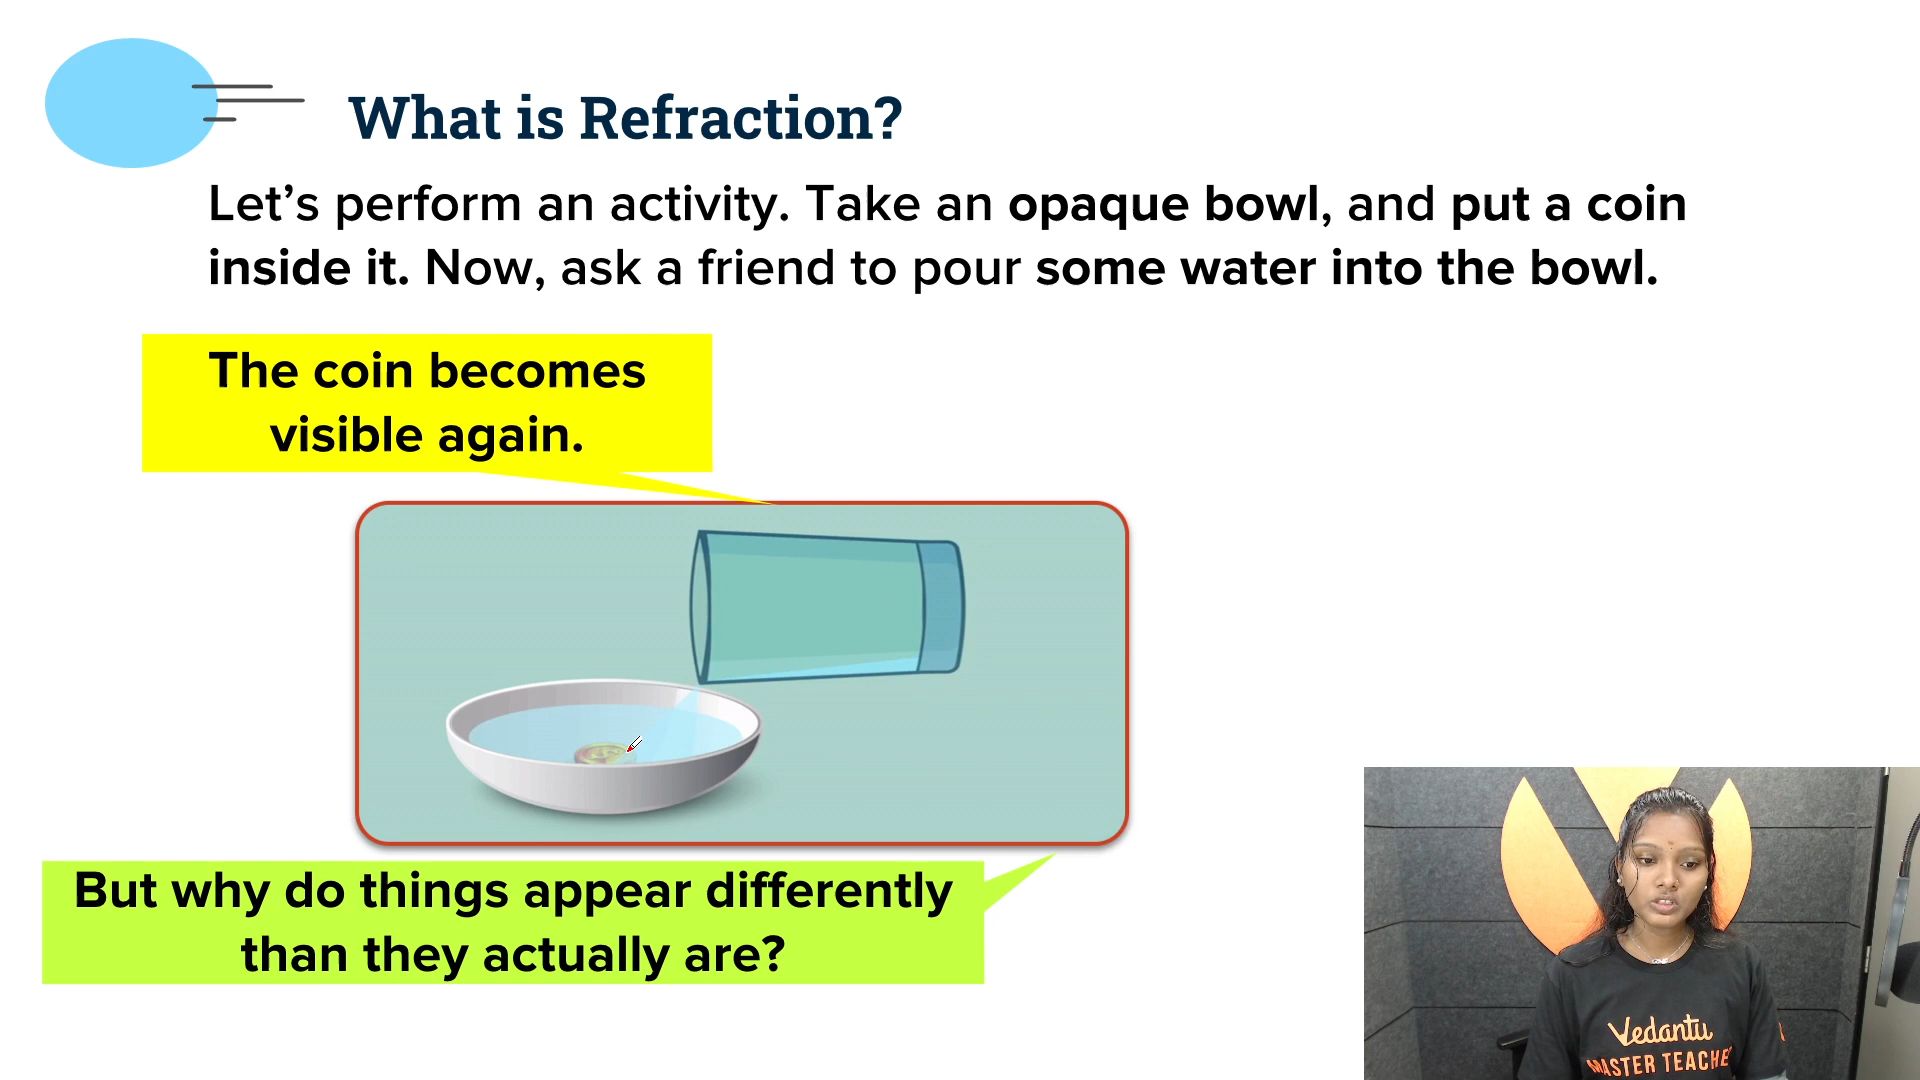 What is Refraction?
Let’s perform an activity. Take an opaque bowl, and put a coin
inside it. Now, ask a friend to pour some water into the bowl.
The coin becomes
visible again.
But why do things appear differently
than they actually are?
Vedantu
MASTER TEACHE